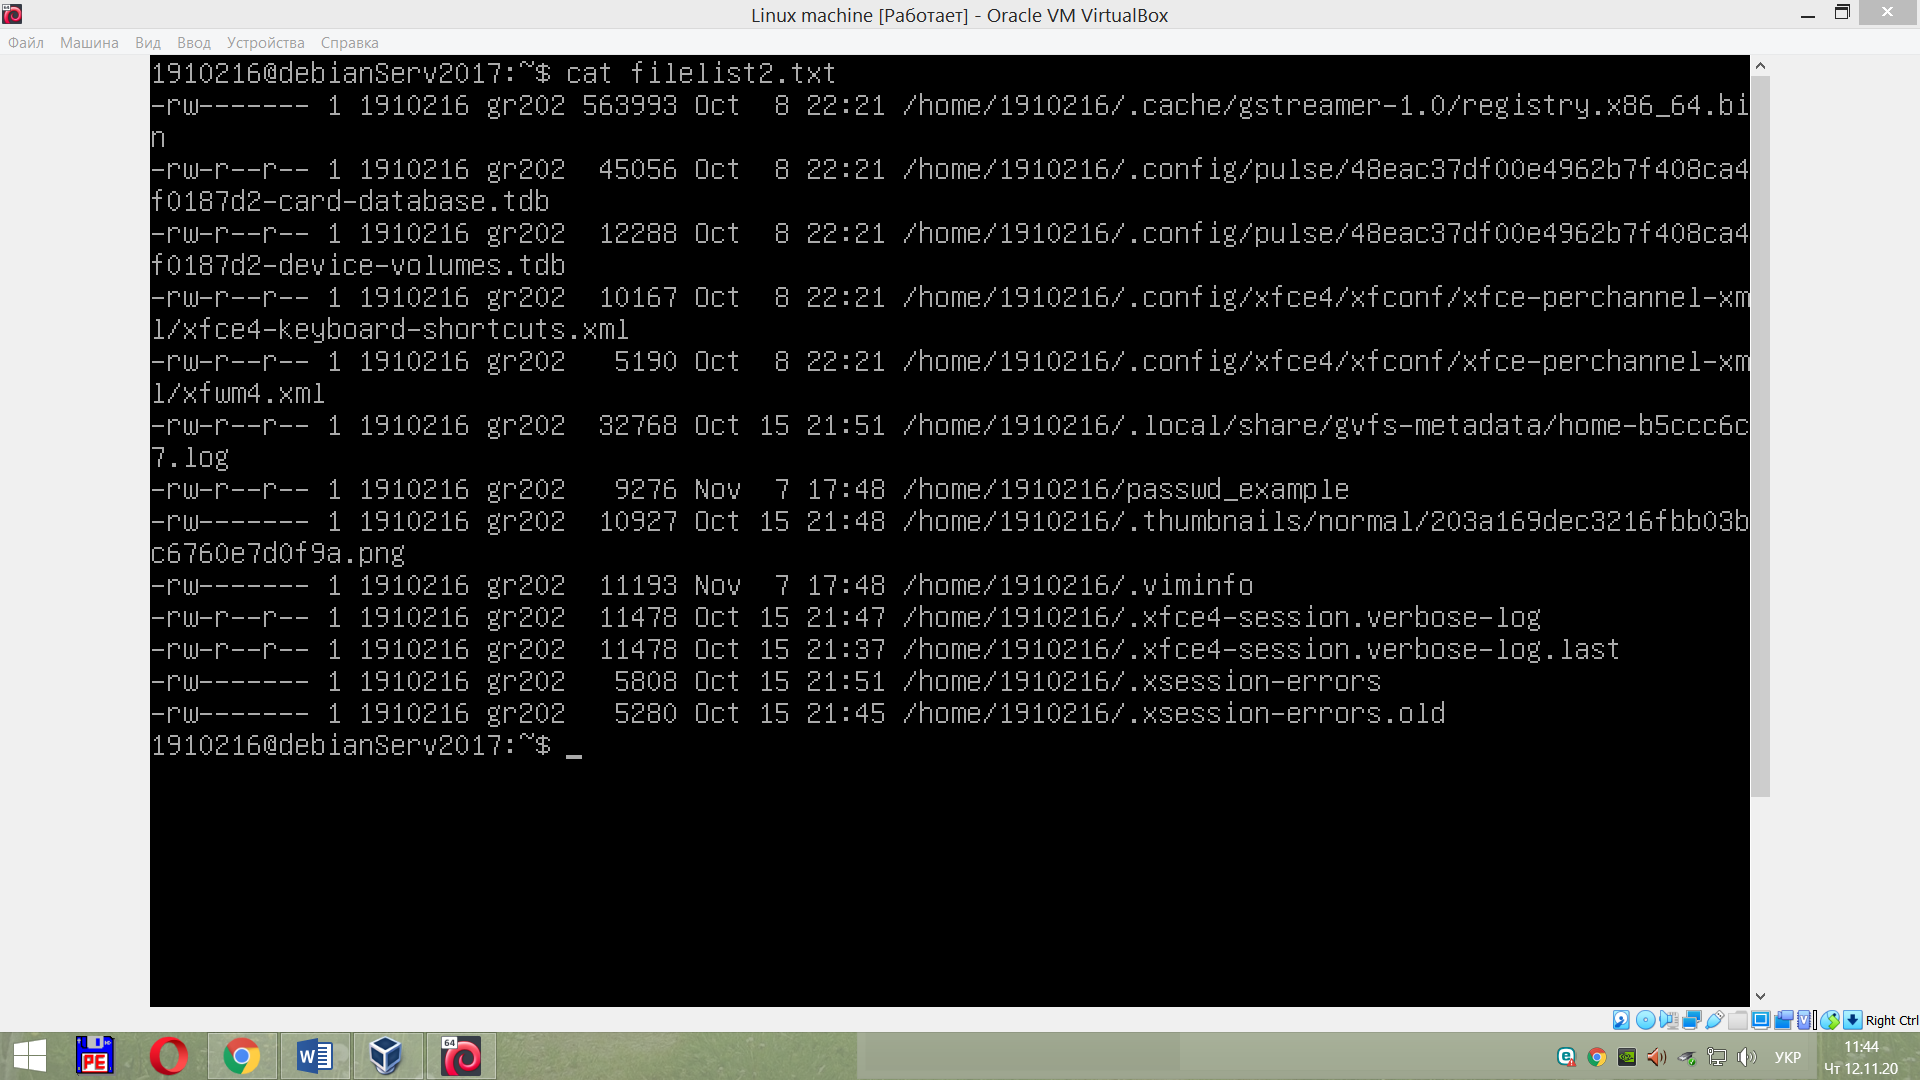 Linux machine [Работает] - Oracle VM VirtualBox
Файл Машина Вид Ввод Устройства Справка
1910216@debianServ2017:~$ cat filelist2.txt
-rw------- 1 1910216 gr202 563993 Oct  8 22:21 /home/1910216/.cache/gstreamer-1.0/registry.x86_64.bi
n
-rw-r--r-- 1 1910216 gr202  45056 Oct  8 22:21 /home/1910216/.config/pulse/48eac37df00e4962b7f408ca4
f0187d2-card-database.tdb
-rw-r--r-- 1 1910216 gr202  12288 Oct  8 22:21 /home/1910216/.config/pulse/48eac37df00e4962b7f408ca4
f0187d2-device-volumes.tdb
-rw-r--r-- 1 1910216 gr202  10167 Oct  8 22:21 /home/1910216/.config/xfce4/xfconf/xfce-perchannel-xm
l/xfce4-keyboard-shortcuts.xml
-rw-r--r-- 1 1910216 gr202   5190 Oct  8 22:21 /home/1910216/.config/xfce4/xfconf/xfce-perchannel-xm
l/xfwm4.xml
-rw-r--r-- 1 1910216 gr202  32768 Oct 15 21:51 /home/1910216/.local/share/gvfs-metadata/home-b5ccc6c
7.log
-rw-r--r-- 1 1910216 gr202   9276 Nov  7 17:48 /home/1910216/passwd_example
-rw------- 1 1910216 gr202  10927 Oct 15 21:48 /home/1910216/.thumbnails/normal/203a169dec3216fbb03b
c6760e7d0f9a.png
-rw------- 1 1910216 gr202  11193 Nov  7 17:48 /home/1910216/.viminfo
-rw-r--r-- 1 1910216 gr202  11478 Oct 15 21:47 /home/1910216/.xfce4-session.verbose-log
-rw-r--r-- 1 1910216 gr202  11478 Oct 15 21:37 /home/1910216/.xfce4-session.verbose-log.last
-rw------- 1 1910216 gr202   5808 Oct 15 21:51 /home/1910216/.xsession-errors
-rw------- 1 1910216 gr202   5280 Oct 15 21:45 /home/1910216/.xsession-errors.old
1910216@debianServ2017:~$ _
Right Ctrl
PE
64
УКР
11:44
Чт 12.11.20